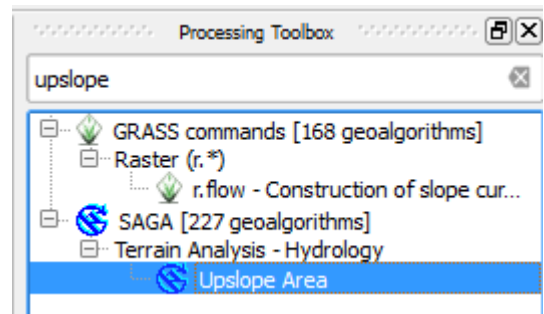 Processing Toolbox
upslope
GRASS commands [168 geoalgorithms]
Raster (r.*)
r.flow - Construction of slope cur...
SAGA [227 geoalgorithms]
Terrain Analysis - Hydrology
Upslope Area